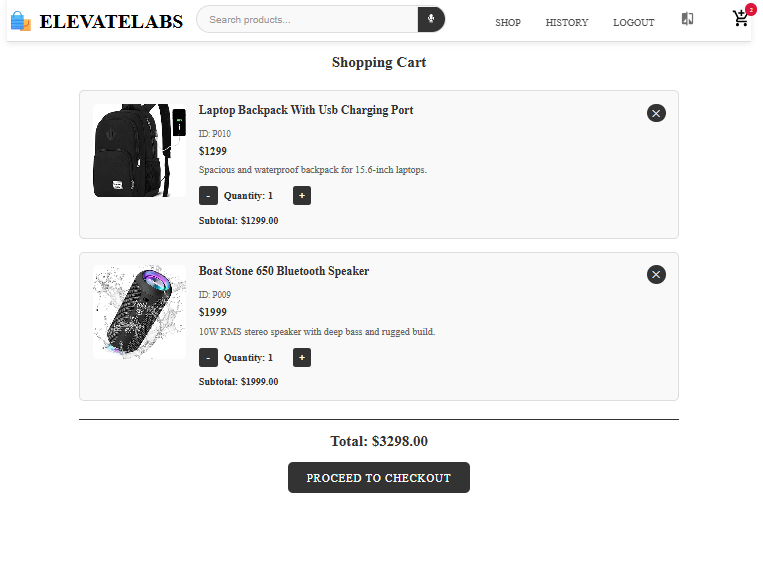 ELEVATELABS
Search products...
SHOP
HISTORY
LOGOUT
2
Shopping Cart
Laptop Backpack With Usb Charging Port
ID: P010
$1299
Spacious and waterproof backpack for 15.6-inch laptops.
- Quantity: 1 +
Subtotal: $1299.00
Boat Stone 650 Bluetooth Speaker
ID: P009
$1999
10W RMS stereo speaker with deep bass and rugged build.
- Quantity: 1 +
Subtotal: $1999.00
Total: $3298.00
PROCEED TO CHECKOUT